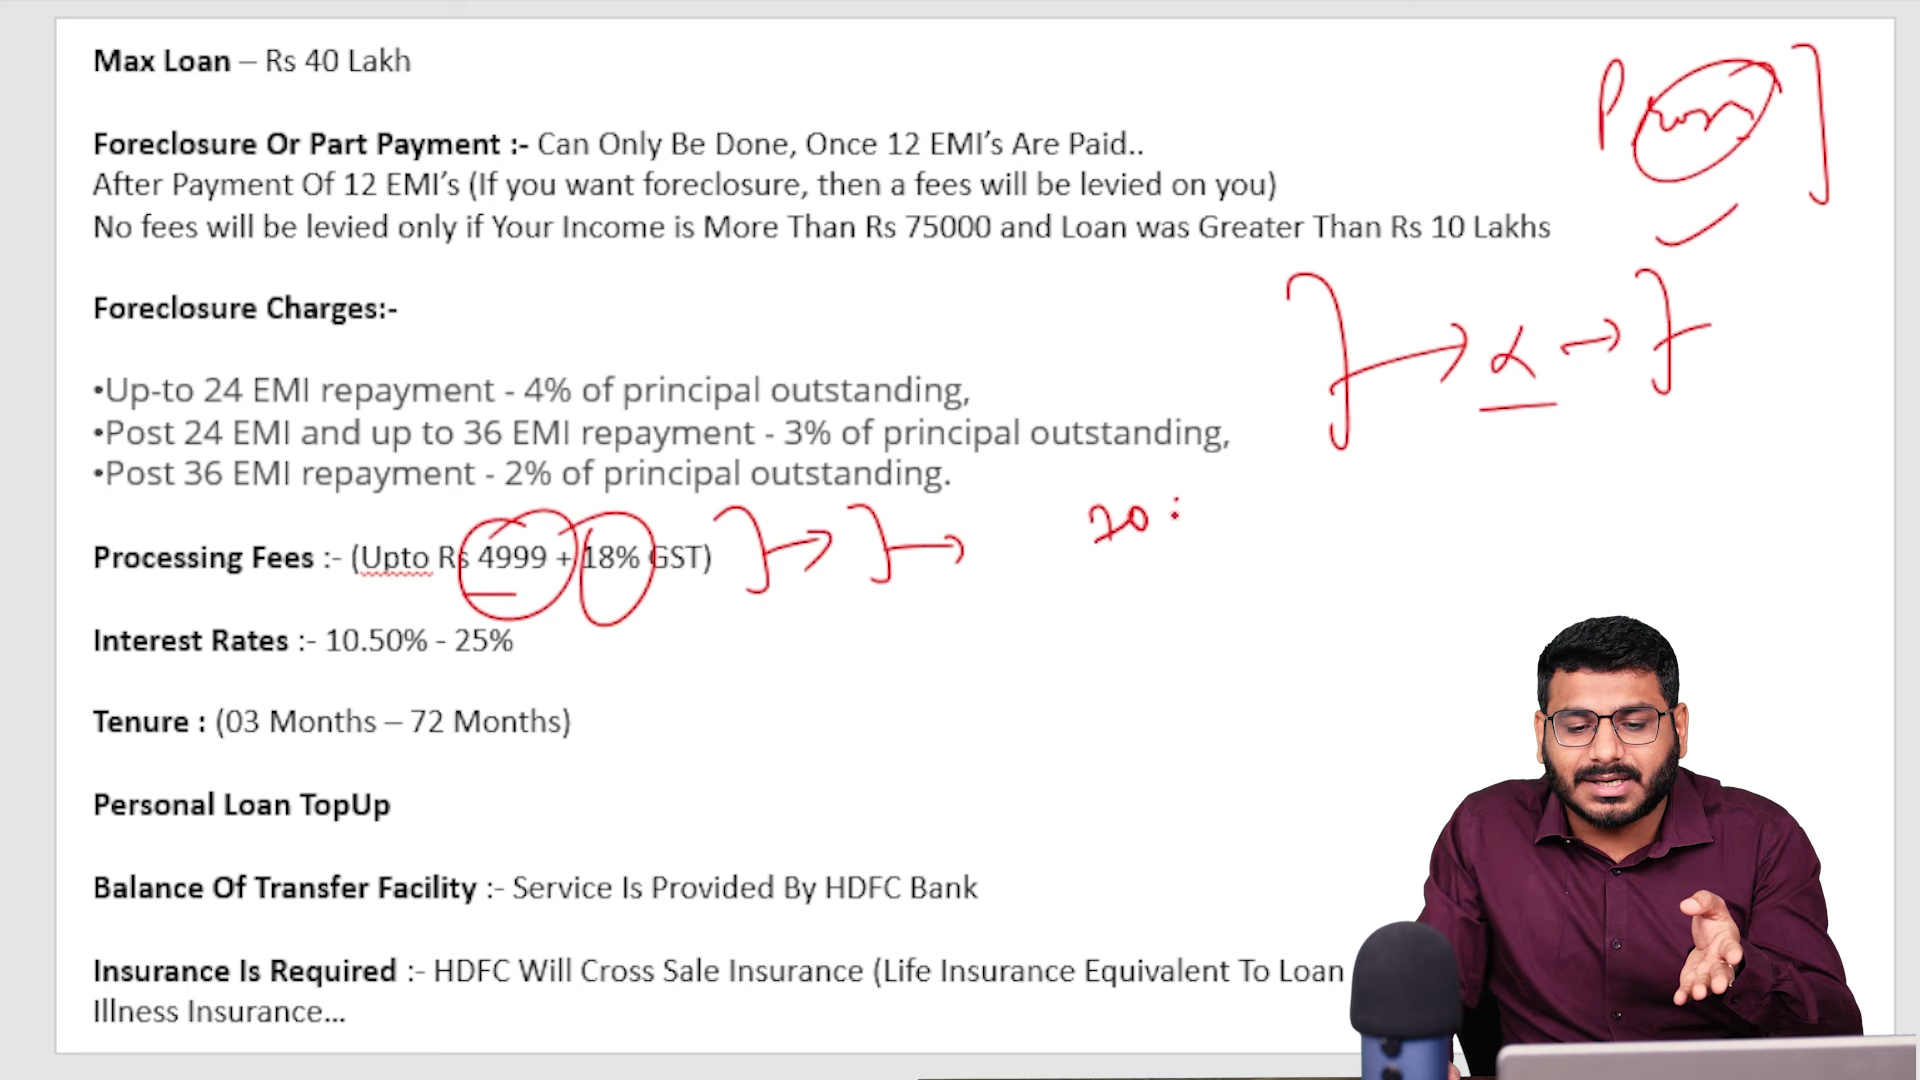 Max Loan – Rs 40 Lakh
Foreclosure Or Part Payment :- Can Only Be Done, Once 12 EMI’s Are Paid..
After Payment Of 12 EMI’s (If you want foreclosure, then a fees will be levied on you)
No fees will be levied only if Your Income is More Than Rs 75000 and Loan was Greater Than Rs 10 Lakhs
Foreclosure Charges:-
•Up-to 24 EMI repayment - 4% of principal outstanding,
•Post 24 EMI and up to 36 EMI repayment - 3% of principal outstanding,
•Post 36 EMI repayment - 2% of principal outstanding.
Processing Fees :- (Upto Rs 4999 + 18% GST)
Interest Rates :- 10.50% - 25%
Tenure : (03 Months – 72 Months)
Personal Loan TopUp
Balance Of Transfer Facility :- Service Is Provided By HDFC Bank
Insurance Is Required :- HDFC Will Cross Sale Insurance (Life Insurance Equivalent To Loan
Illness Insurance...